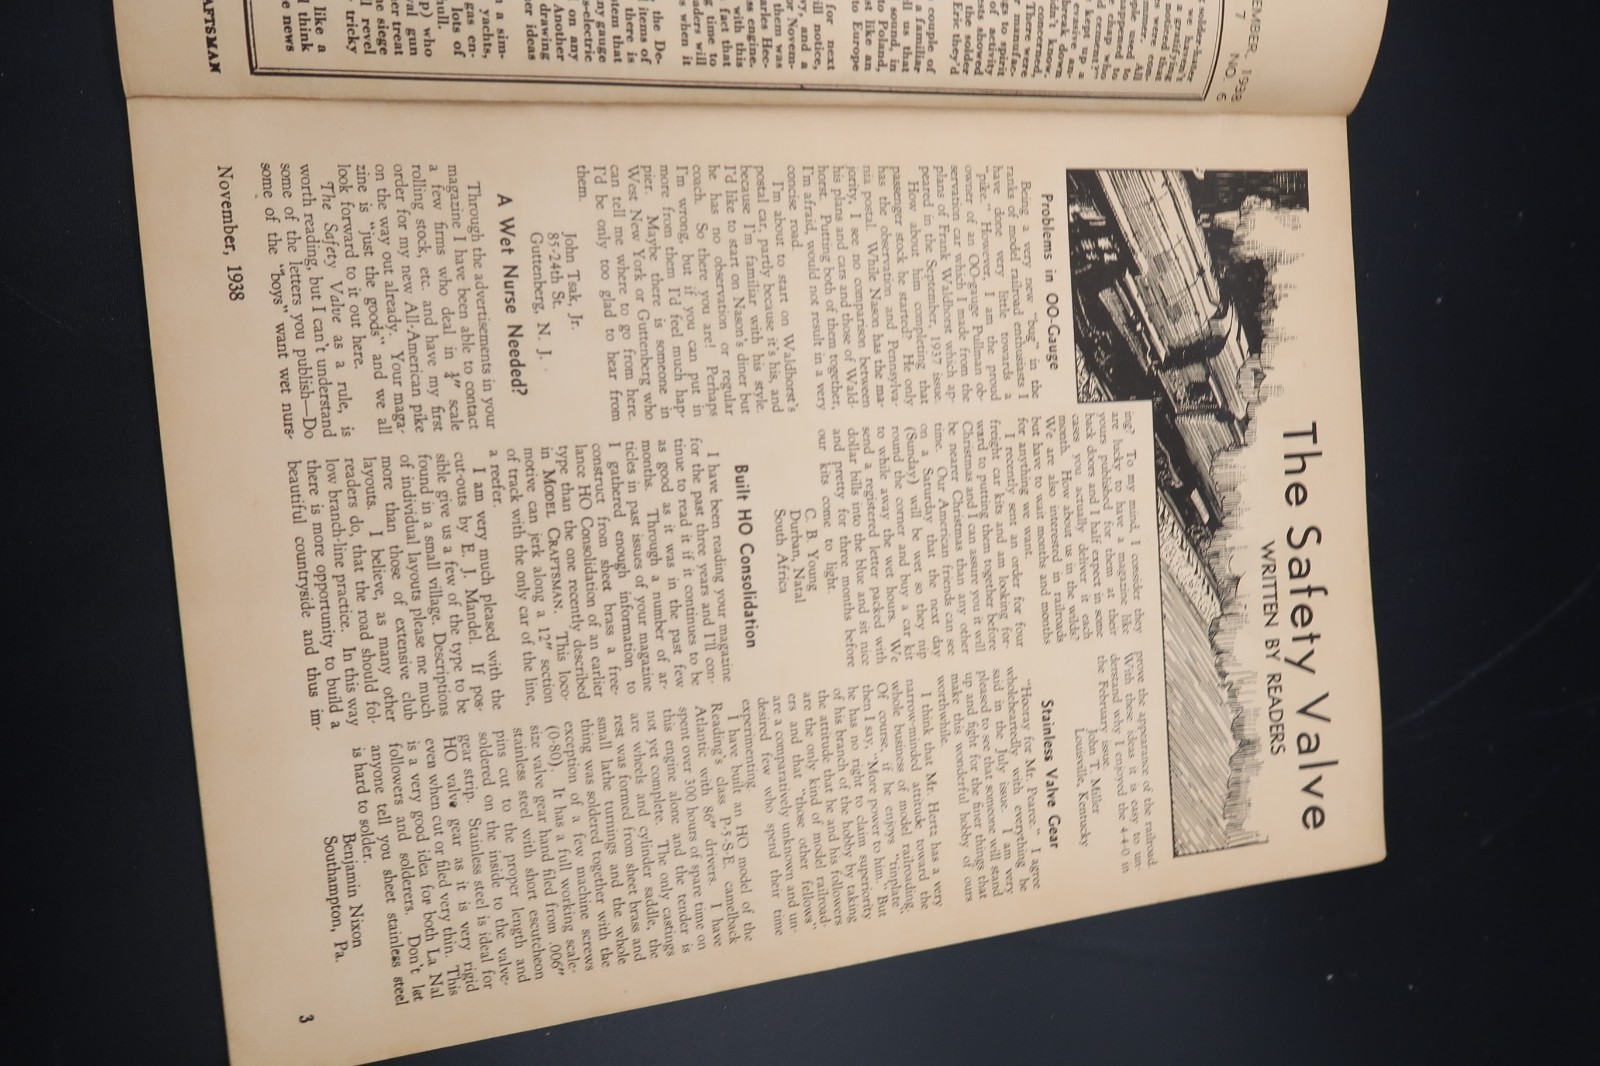 The Safety Valve
WRITTEN BY READERS
Problems in OO-Gauge
Being a very new "bug" in the
ranks of model railroad enthusiasts I
have done very little towards a
"pike." However, I am the proud
owner of an OO-gauge Pullman ob-
servation car which I made from the
plans of Frank Waldhorst which ap-
peared in the September, 1937 issue.
How about him completing that
passenger stock he started? He only
has the observation and Pensylva-
nia postal. While Nason has the ma-
jority, I see no comparison between
his plans and cars and those of Wald-
horst. Putting both of them together,
I'm afraid, would not result in a very
concise road.
I'm about to start on Waldhorst's
postal car, partly because it's his, and
because I'm familiar with his style.
I'd like to start on Nason's diner but
he has no observation or regular
coach. So there you are! Perhaps
I'm wrong, but if you can put in
more from them I'd feel much hap-
pier. Maybe there is someone in
West New York or Guttenberg who
can tell me where to go from here.
I'd be only too glad to hear from
them.
John Tsak, Jr.
85-24th St.
Guttenberg, N. J.
A Wet Nurse Needed?
Through the advertisements in your
magazine I have been able to contact
a few firms who deal in ¼" scale
rolling stock, etc. and have my first
order for my new All-American pike
on the way out already. Your maga-
zine is "just the goods" and we all
look forward to it out here.
The Safety Valve as a rule, is
worth reading, but I can't understand
some of the letters you publish—Do
some of the "boys" want wet nurs-
ing? To my mind, I consider they
are lucky to have a magazine like
yours published for them at their
back doors and I half expect in some
cases you actually deliver it each
month. How about us in the wilds?
We are also interested in railroads
but have to wait months and months
for anything we want.
I recently sent an order for four
freight car kits and am looking for-
ward to putting them together before
Christmas and I can assure you it will
be nearer Christmas than any other
time. Our American friends can see
on a Saturday that the next day
(Sunday) will be wet so they nip
round the corner and buy a car kit
to while away the wet hours. We
send a registered letter packed with
dollar bills into the blue and sit nice
and pretty for three months before
our kits come to light.
C. B. Young
Durban, Natal
South Africa
Built HO Consolidation
I have been reading your magazine
for the past three years and I'll con-
tinue to read it if it continues to be
as good as it was in the past few
months. Through a number of ar-
ticles in past issues of your magazine
I gathered enough information to
construct from sheet brass a free-
lance HO Consolidation of an earlier
type than the one recently described
in MODEL CRAFTSMAN. This loco-
motive can jerk along a 12" section
of track with the only car of the line,
a reefer.
I am very much pleased with the
cut-outs by E. J. Mandel. If pos-
sible give us a few of the type to be
found in a small village. Descriptions
of individual layouts please me much
more than those of extensive club
layouts. I believe, as many other
readers do, that the road should fol-
low branch-line practice. In this way
there is more opportunity to build a
beautiful countryside and thus im-
prove the appearance of the railroad.
With these ideas it is easy to un-
derstand why I enjoyed the 4-4-0 in
the February issue.
John T. Miller
Louisville, Kentucky
Stainless Valve Gear
"Hooray for Mr. Pearce." I agree
wholeheartedly with everything he
said in the July issue. I am very
pleased to see that someone will stand
up and fight for the finer things that
make this wonderful hobby of ours
worthwhile.
I think that Mr. Hertz has a very
narrow-minded attitude toward the
whole business of model railroading.
Of course, if he enjoys "tinplate"
then I say, "More power to him." But
he has no right to claim superiority
of his branch of the hobby by taking
the attitude that he and his followers
are the only kind of model railroad-
ers and that "those other fellows"
are a comparatively unknown and un-
desired few who spend their time
experimenting.
I have built an HO model of the
Reading's class P-5-S-E. camelback
Atlantic with 86" drivers. I have
spent over 300 hours of spare time on
this engine alone and the tender is
not yet complete. The only castings
are wheels and cylinder saddle, the
rest was formed from sheet brass and
small lathe turnings and the whole
thing was soldered together with the
exception of a few machine screws
(0-80). It has a full working scale-
size valve gear hand filed from .006"
stainless steel with short escutcheon
pins cut to the proper length and
soldered on the inside to the valve-
gear strip. Stainless steel is ideal for
HO valve gear as it is very rigid
even when cut or filed very thin. This
is a very good idea for both La Nal
followers and solderers. Don't let
anyone tell you sheet stainless steel
is hard to solder.
Benjamin Nixon
Southampton, Pa.
November, 1938
3